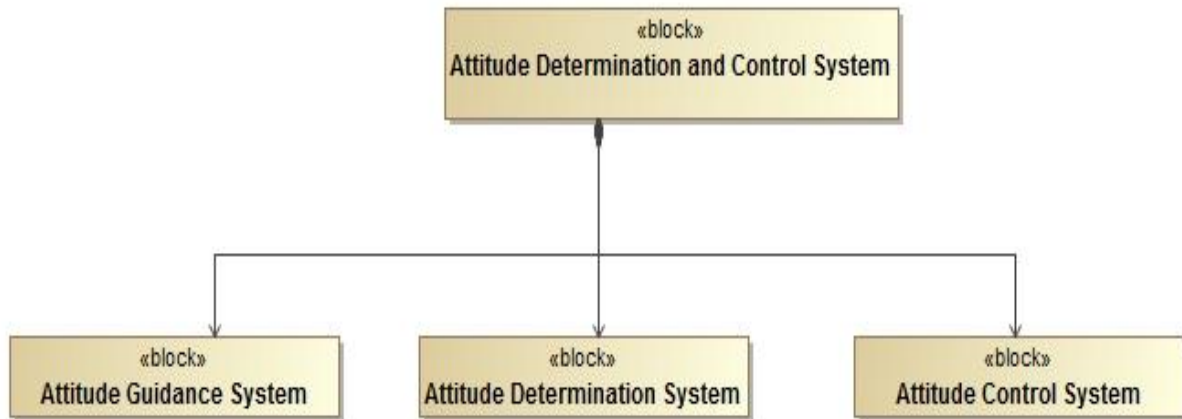 «block»
Attitude Determination and Control System
«block»
Attitude Guidance System
«block»
Attitude Determination System
«block»
Attitude Control System